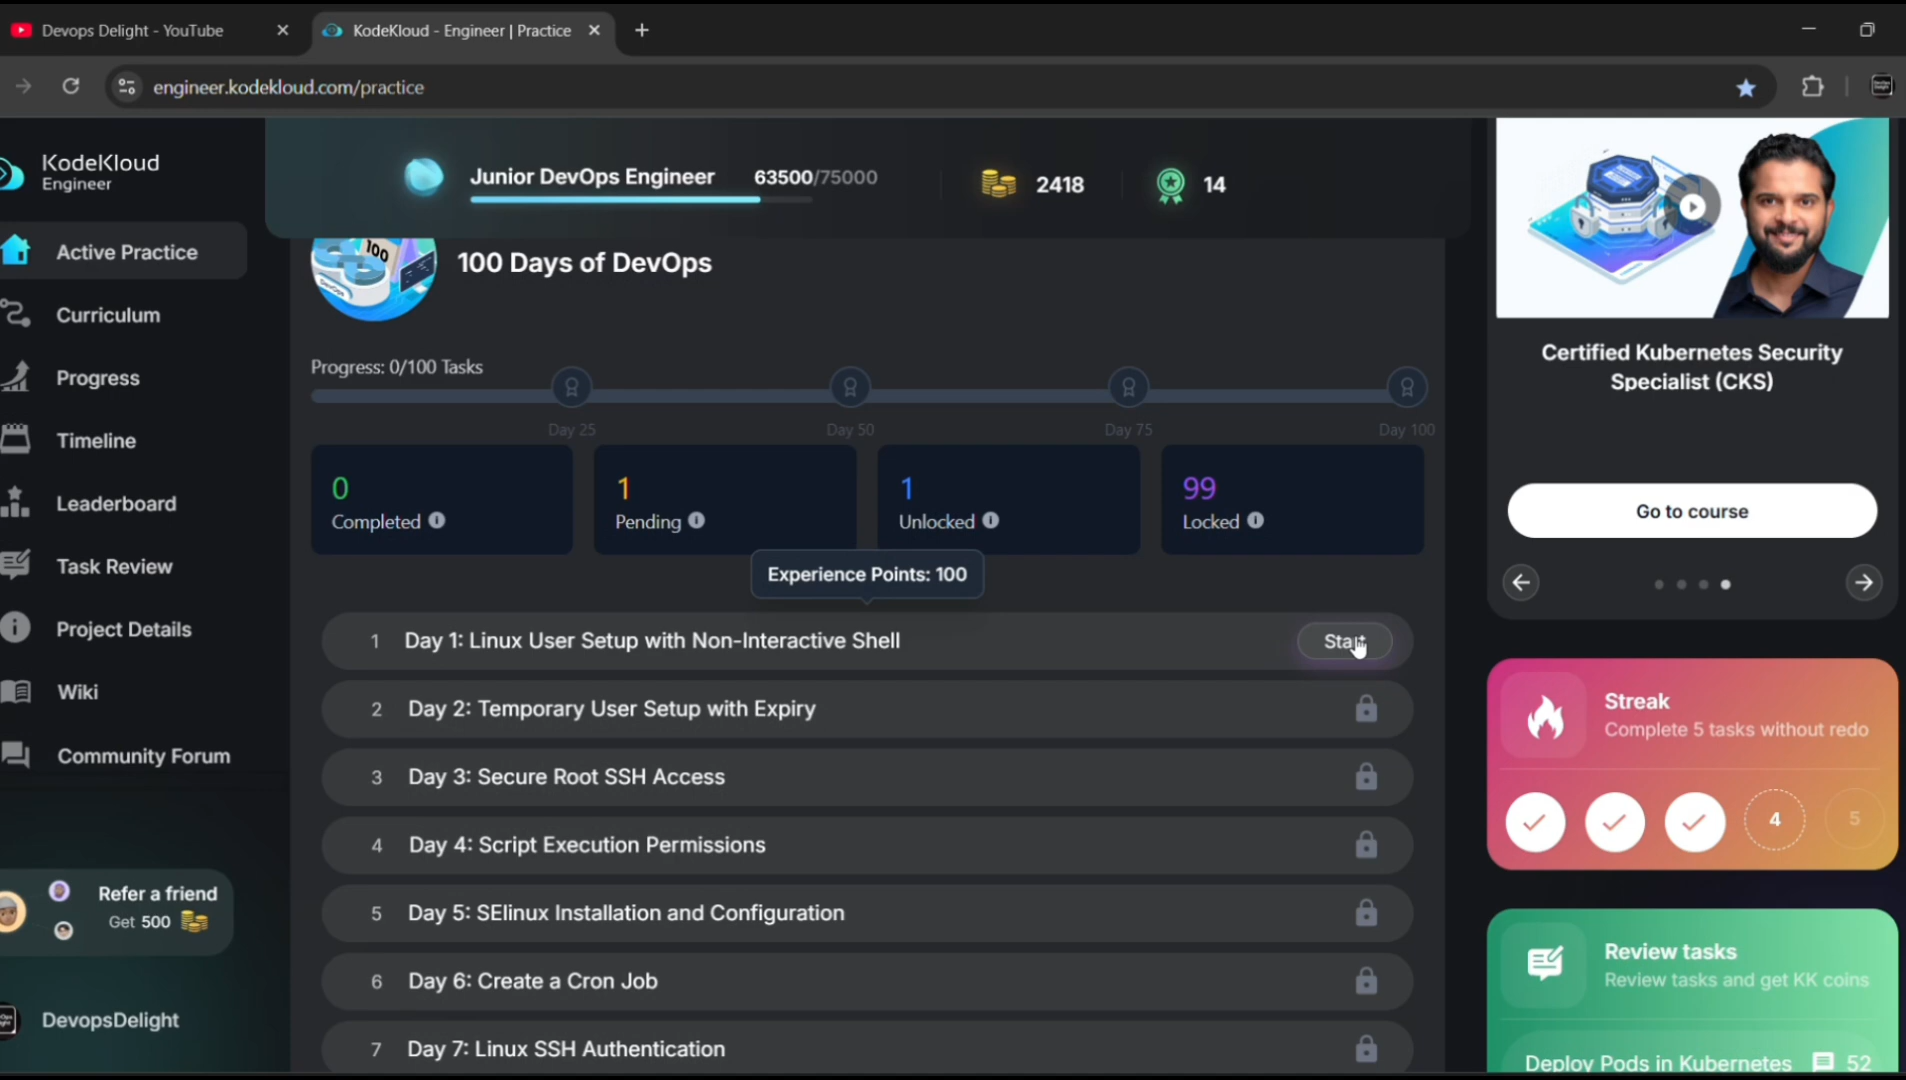 Devops Delight - YouTube
KodeKloud - Engineer | Practice
engineer.kodekloud.com/practice
KodeKloud
Engineer
Active Practice
Curriculum
Progress
Timeline
Leaderboard
Task Review
Project Details
Wiki
Community Forum
Refer a friend
Get 500
DevopsDelight
Junior DevOps Engineer 63500/75000
2418
14
100
DevOps
100 Days of DevOps
Progress: 0/100 Tasks
Day 25
Day 50
Day 75
Day 100
0
Completed
1
Pending
1
Unlocked
99
Locked
Experience Points: 100
1 Day 1: Linux User Setup with Non-Interactive Shell
Start
2 Day 2: Temporary User Setup with Expiry
3 Day 3: Secure Root SSH Access
4 Day 4: Script Execution Permissions
5 Day 5: SElinux Installation and Configuration
6 Day 6: Create a Cron Job
7 Day 7: Linux SSH Authentication
Certified Kubernetes Security
Specialist (CKS)
Go to course
Streak
Complete 5 tasks without redo
4
5
Review tasks
Review tasks and get KK coins
Deploy Pods in Kubernetes 52